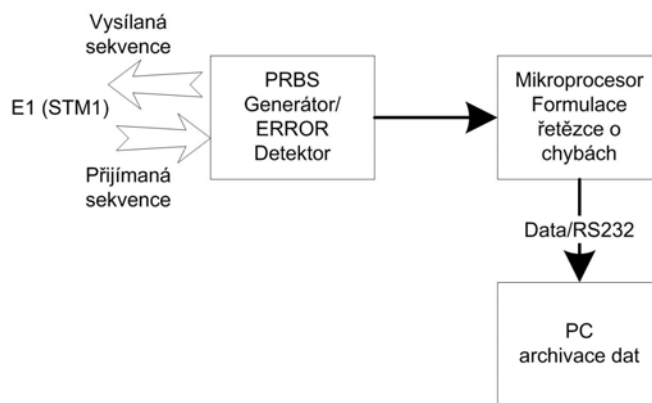 Vysílaná
sekvence
E1 (STM1)
Přijímaná
sekvence
PRBS
Generátor/
ERROR
Detektor
Mikroprocesor
Formulace
řetězce o
chybách
Data/RS232
PC
archivace dat